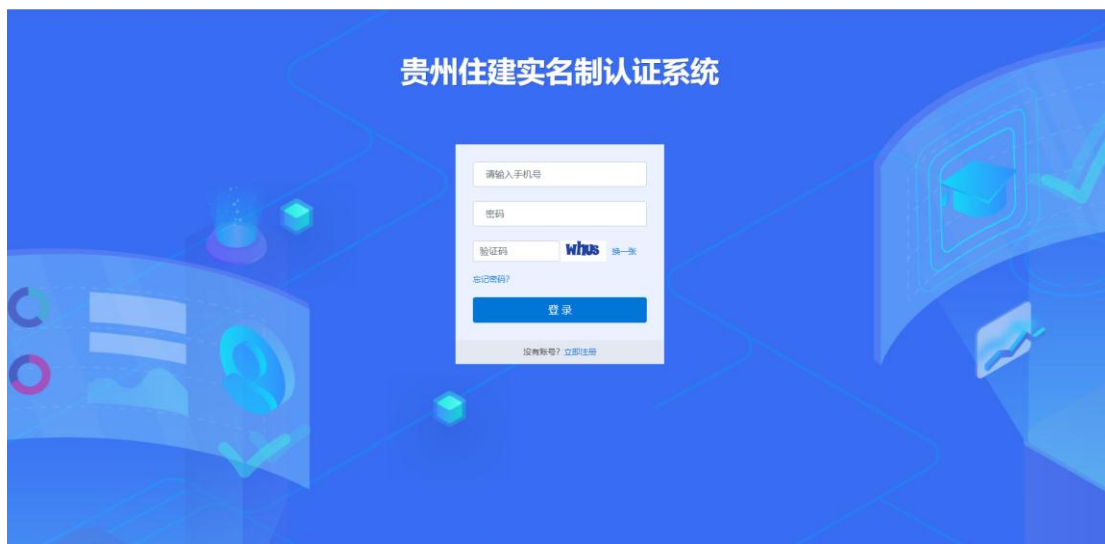 贵州住建实名制认证系统
请输入手机号
密码
验证码 whus 换一张
忘记密码?
登录
没有账号? 立即注册